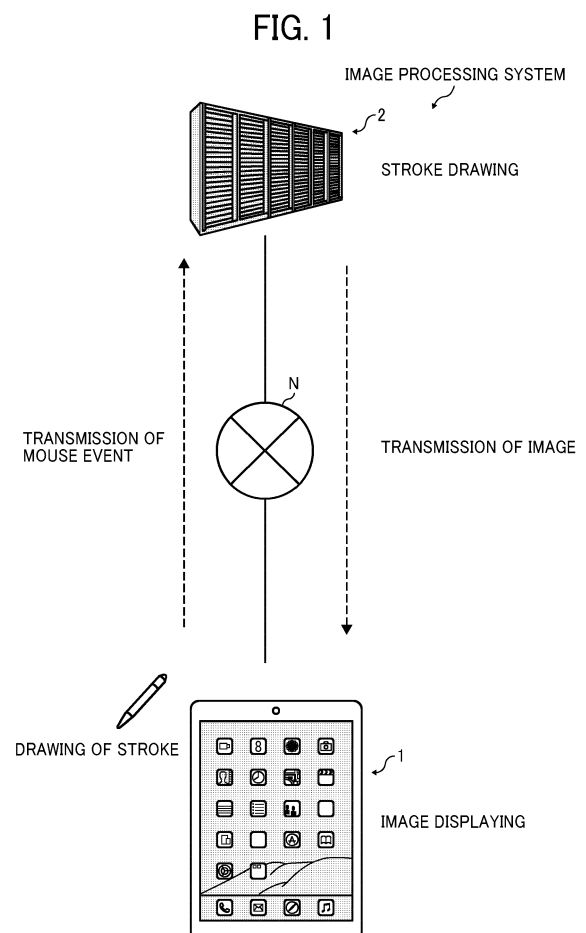 FIG. 1
IMAGE PROCESSING SYSTEM
2
STROKE DRAWING
N
TRANSMISSION OF
MOUSE EVENT
TRANSMISSION OF IMAGE
DRAWING OF STROKE
8
1
IMAGE DISPLAYING
A